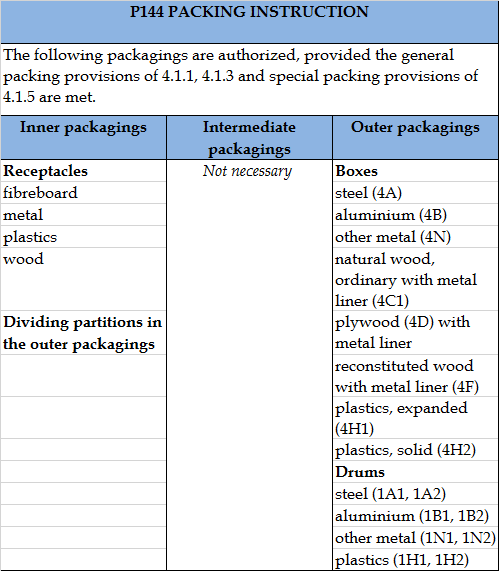 P144 PACKING INSTRUCTION
The following packagings are authorized, provided the general
packing provisions of 4.1.1, 4.1.3 and special packing provisions of
4.1.5 are met.
Inner packagings
Intermediate
packagings
Outer packagings
Receptacles
fibreboard
metal
plastics
wood
Dividing partitions in
the outer packagings
Not necessary
Boxes
steel (4A)
aluminium (4B)
other metal (4N)
natural wood,
ordinary with metal
liner (4C1)
plywood (4D) with
metal liner
reconstituted wood
with metal liner (4F)
plastics, expanded
(4H1)
plastics, solid (4H2)
Drums
steel (1A1, 1A2)
aluminium (1B1, 1B2)
other metal (1N1, 1N2)
plastics (1H1, 1H2)